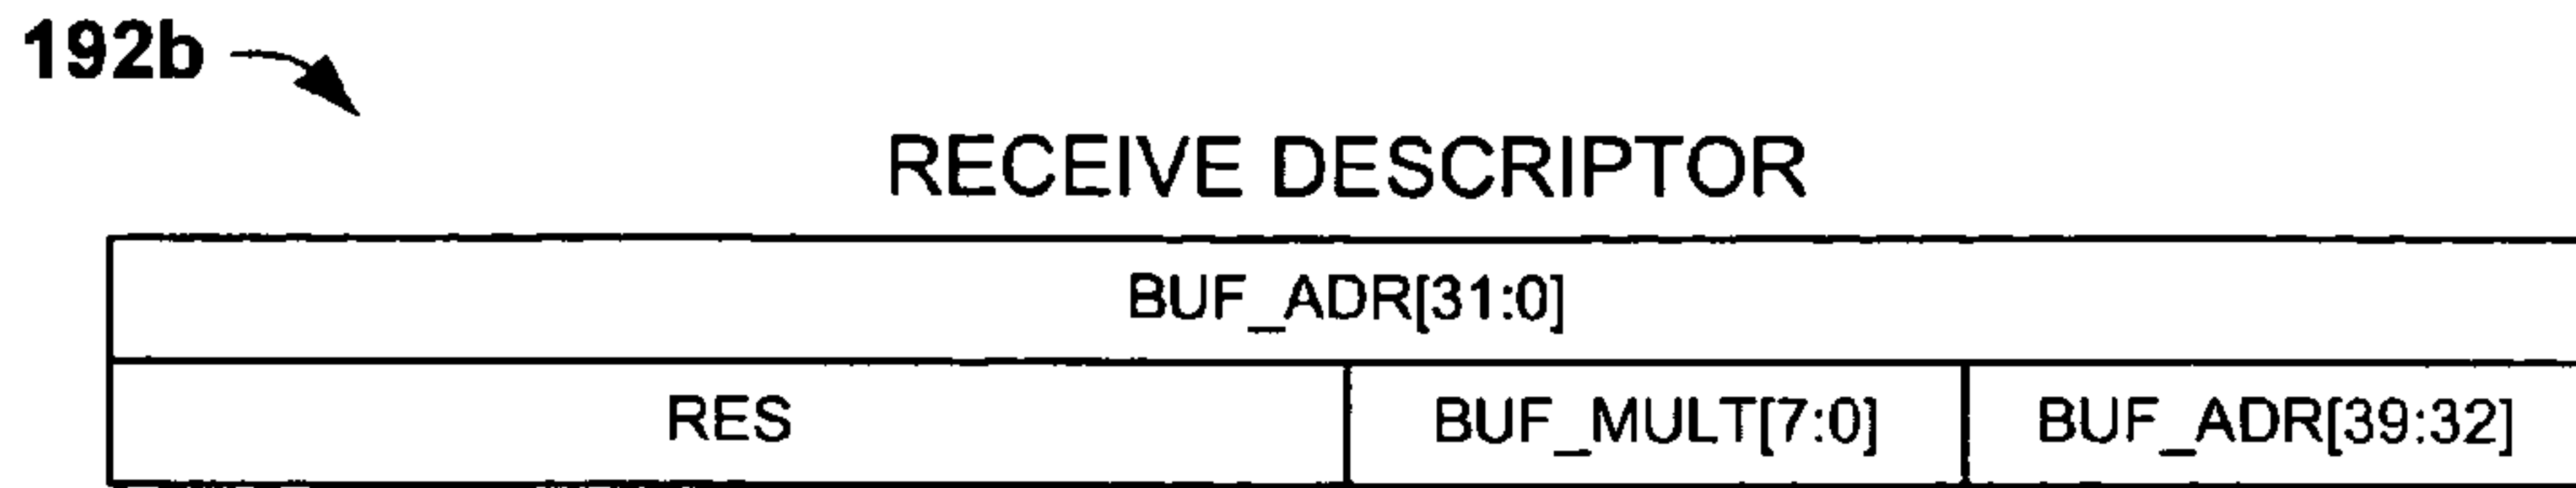 192b
RECEIVE DESCRIPTOR
BUF_ADR[31:0]
RES BUF_MULT[7:0] BUF_ADR[39:32]